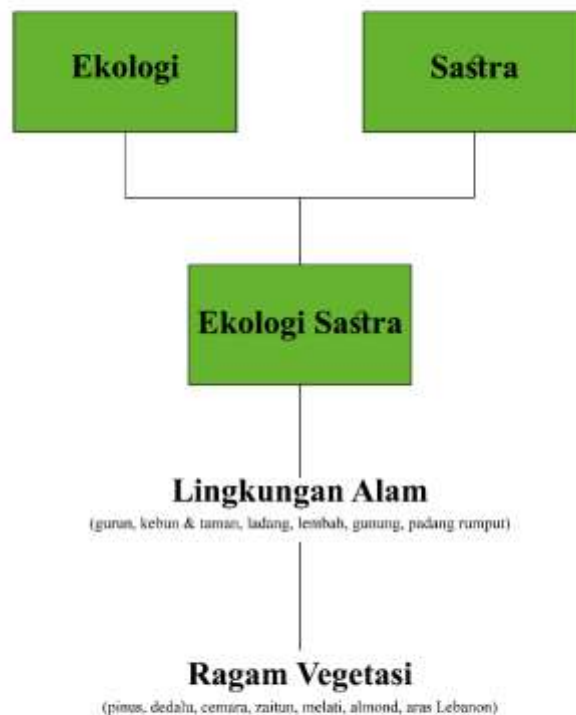 Ekologi
Sastra
Ekologi Sastra
Lingkungan Alam
(gurun, kebun & taman, ladang, lembah, gunung, padang rumput)
Ragam Vegetasi
(pinus, dedalu, cemara, zaitun, melati, almond, aras Lebanon)